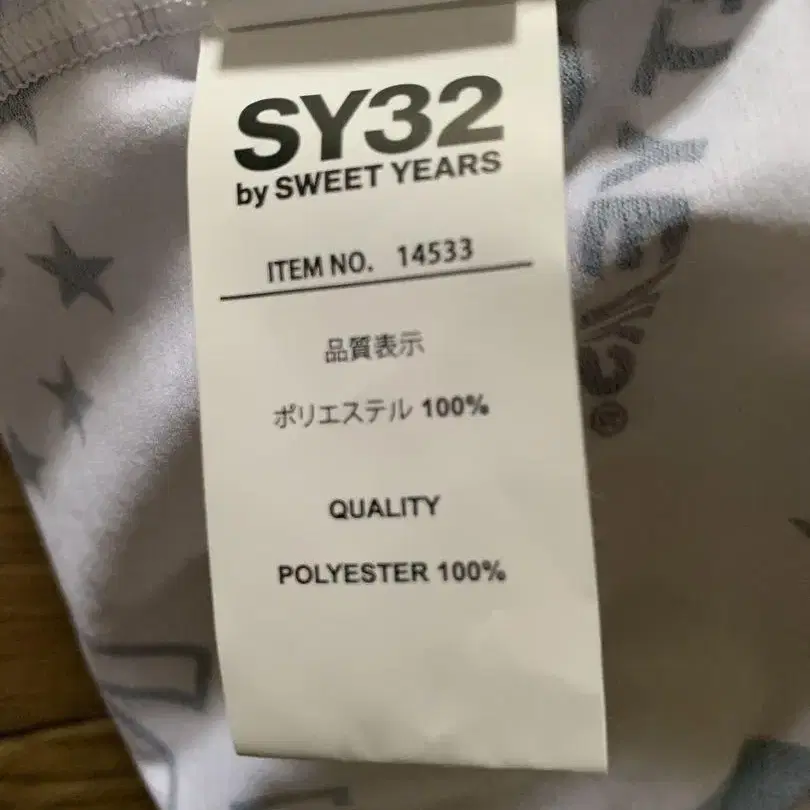 SY32
by SWEET YEARS
ITEM NO. 14533
品質表示
ポリエステル 100%
QUALITY
POLYESTER 100%